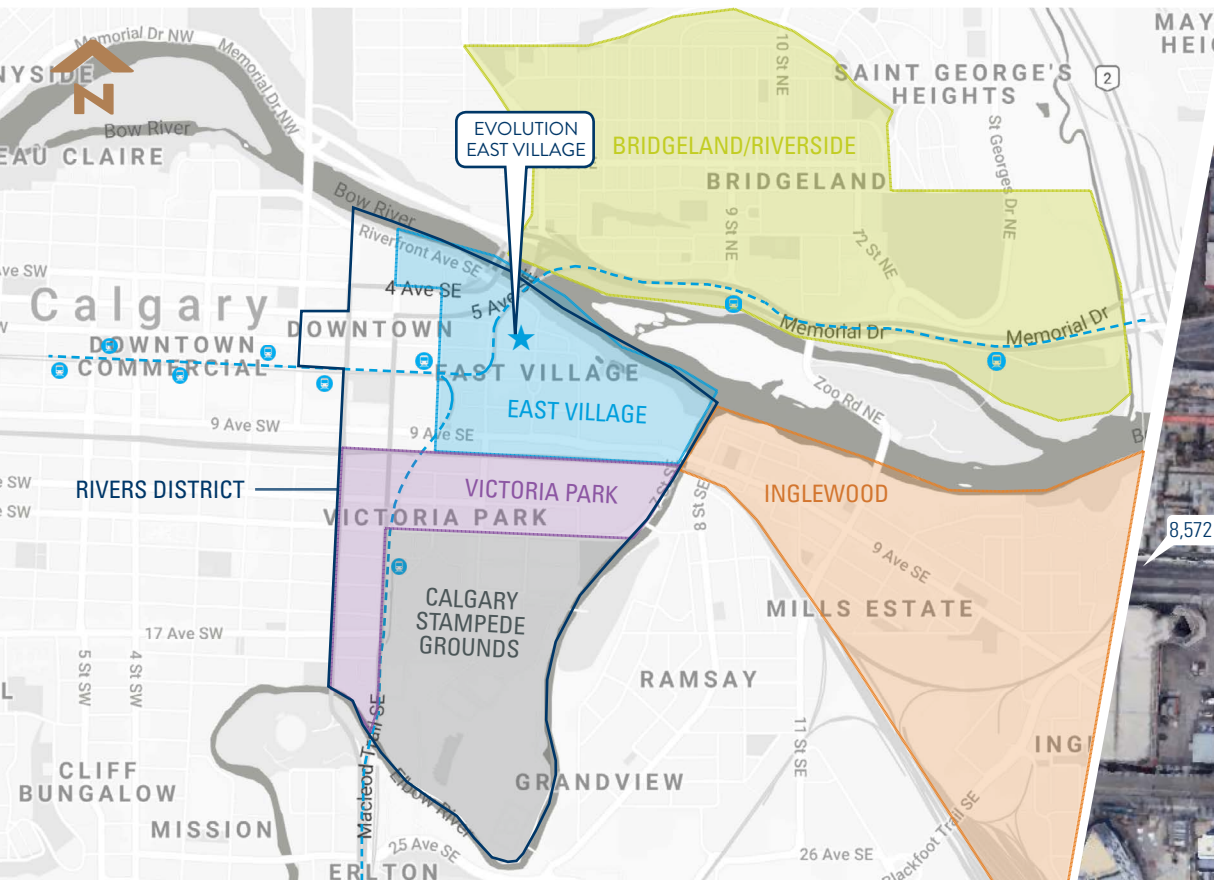 Memorial Dr NW
Memorial Dr NW
NYSIDE
N
Bow River
EAU CLAIRE
EVOLUTION
EAST VILLAGE
10 St NE
MAY
HEI
SAINT GEORGE'S
HEIGHTS
2
St Georges Dr NE
BRIDGELAND/RIVERSIDE
BRIDGELAND
9 St NE
12 St NE
Bow River
Riverfront Ave SE
4 Ave SE
5 Ave
ve SW
Calgary
DOWNTOWN
DOWNTOWN
COMMERCIAL
EAST VILLAGE
EAST VILLAGE
Memorial Dr
Memorial Dr
Zoo Rd NE
9 Ave SW
9 Ave SE
B
RIVERS DISTRICT
VICTORIA PARK
VICTORIA PARK
7 St S
8 St SE
INGLEWOOD
e SW
e SW
8,572
9 Ave SE
CALGARY
STAMPEDE
GROUNDS
MILLS ESTATE
17 Ave SW
5 St SW
4 St SW
L
RAMSAY
11 St SE
Macleod Trail SE
ING
CLIFF
BUNGALOW
GRANDVIEW
Elbow River
MISSION
25 Ave SE
26 Ave SE
Blackfoot Trail SE
ERLTON